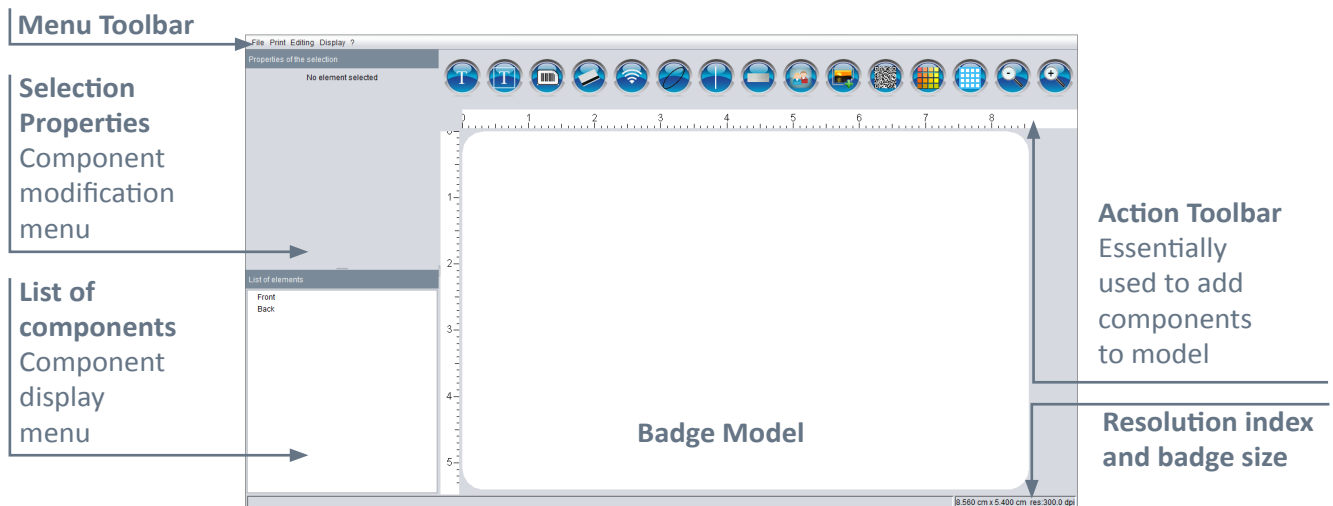 Menu Toolbar
Selection
Properties
Component
modification
menu
List of
components
Component
display
menu
File Print Editing Display ?
Properties of the selection
No element selected
T T
0 1 2 3 4 5 6 7 8
0
1
2
3
4
5
List of elements
Front
Back
Badge Model
8.560 cm x 5.400 cm res:300.0 dpi
Action Toolbar
Essentially
used to add
components
to model
Resolution index
and badge size